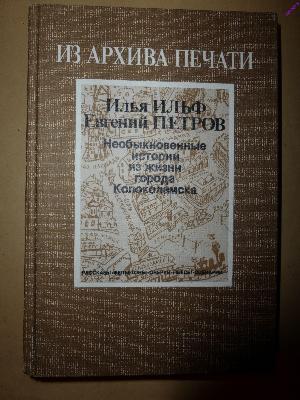 ИЗ АРХИВА ПЕЧАТИ
Илья ИЛЬФ
Евгений ПЕТРОВ
Необыкновенные
истории
из жизни
города
Колоколамска